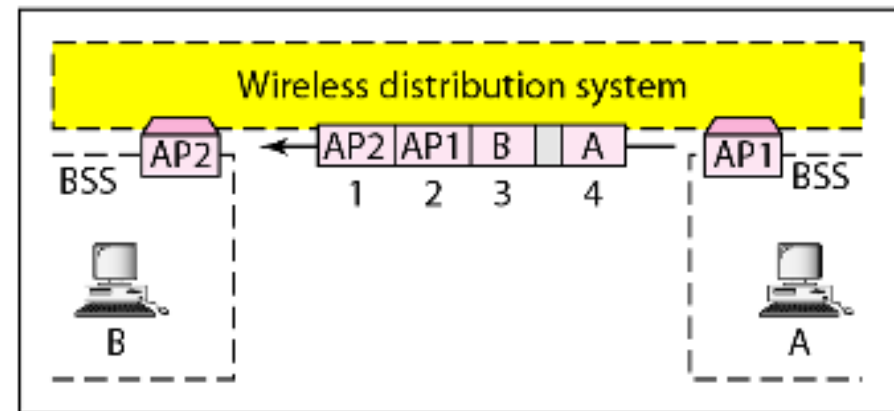 Wireless distribution system
AP2 AP2 AP1 B A AP1
BSS 1 2 3 4 BSS
B A